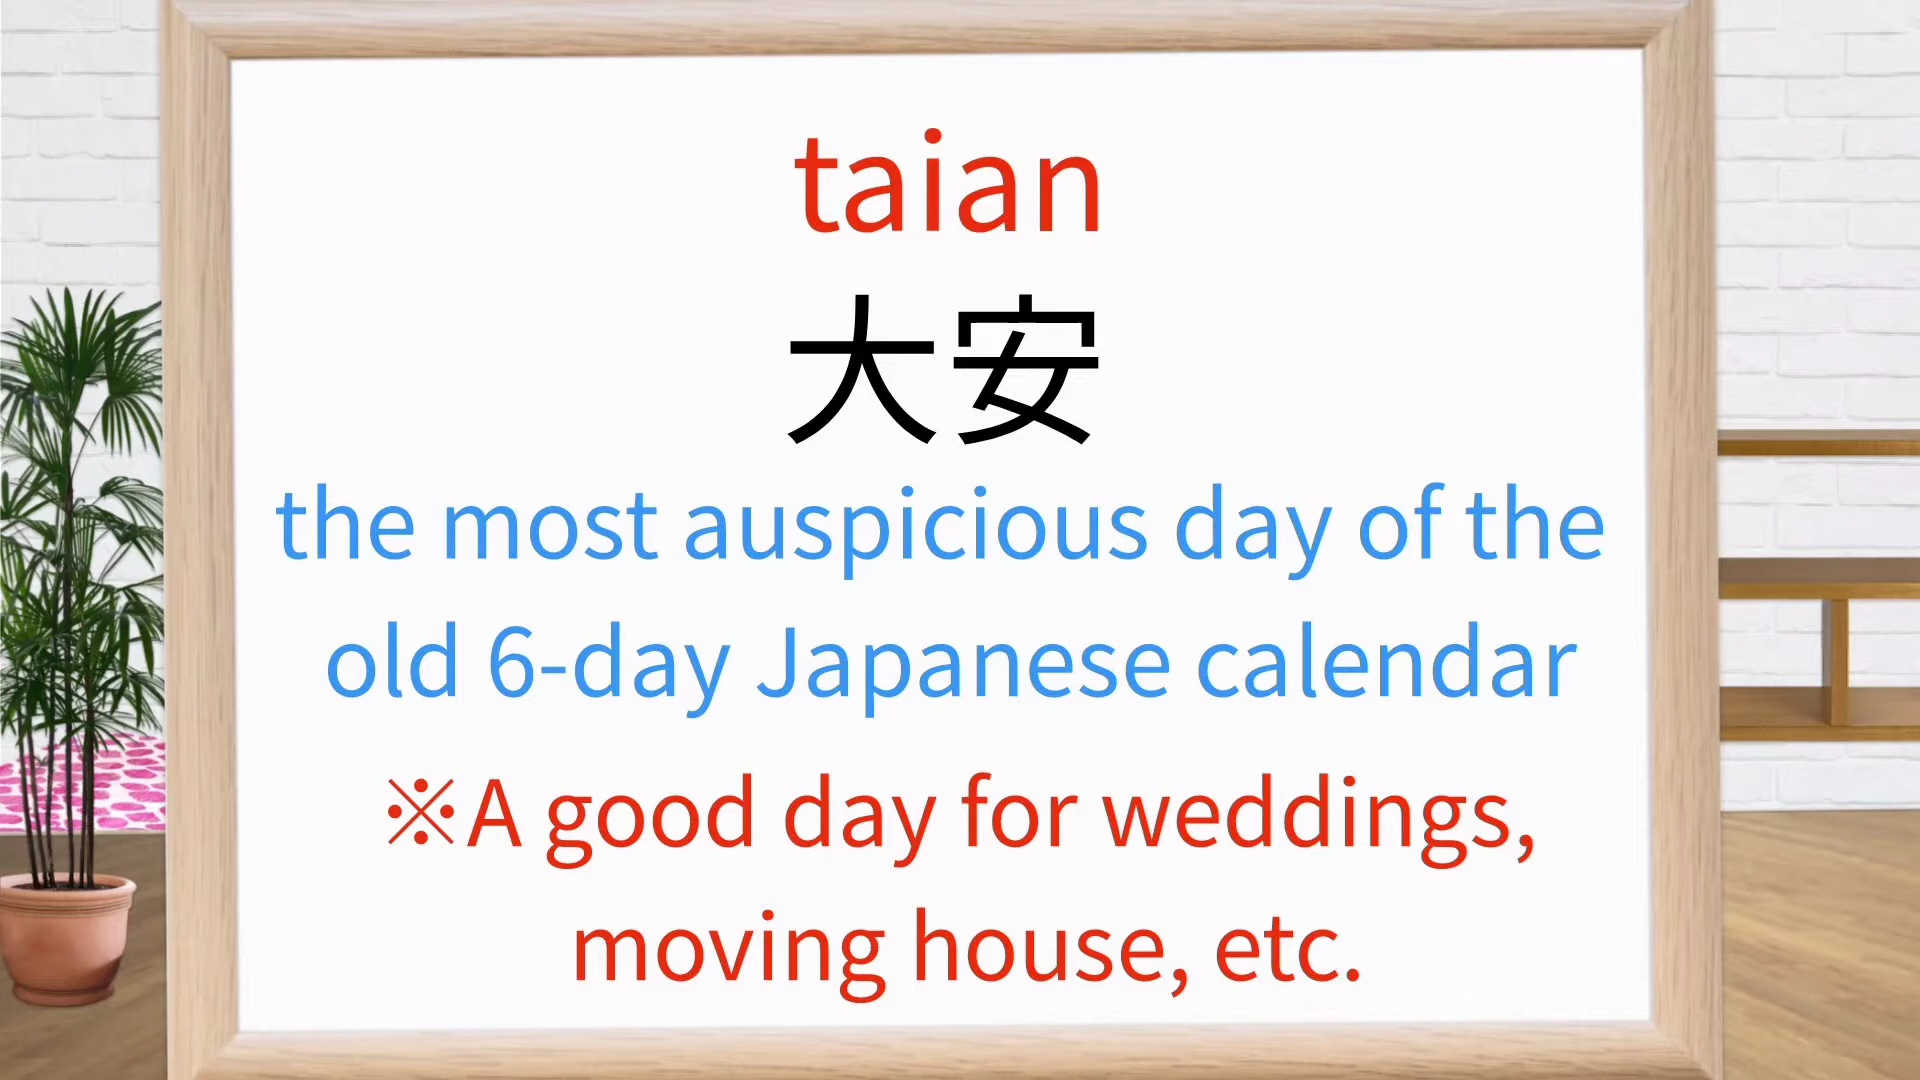 taian
大安
the most auspicious day of the
old 6-day Japanese calendar
※A good day for weddings,
moving house, etc.